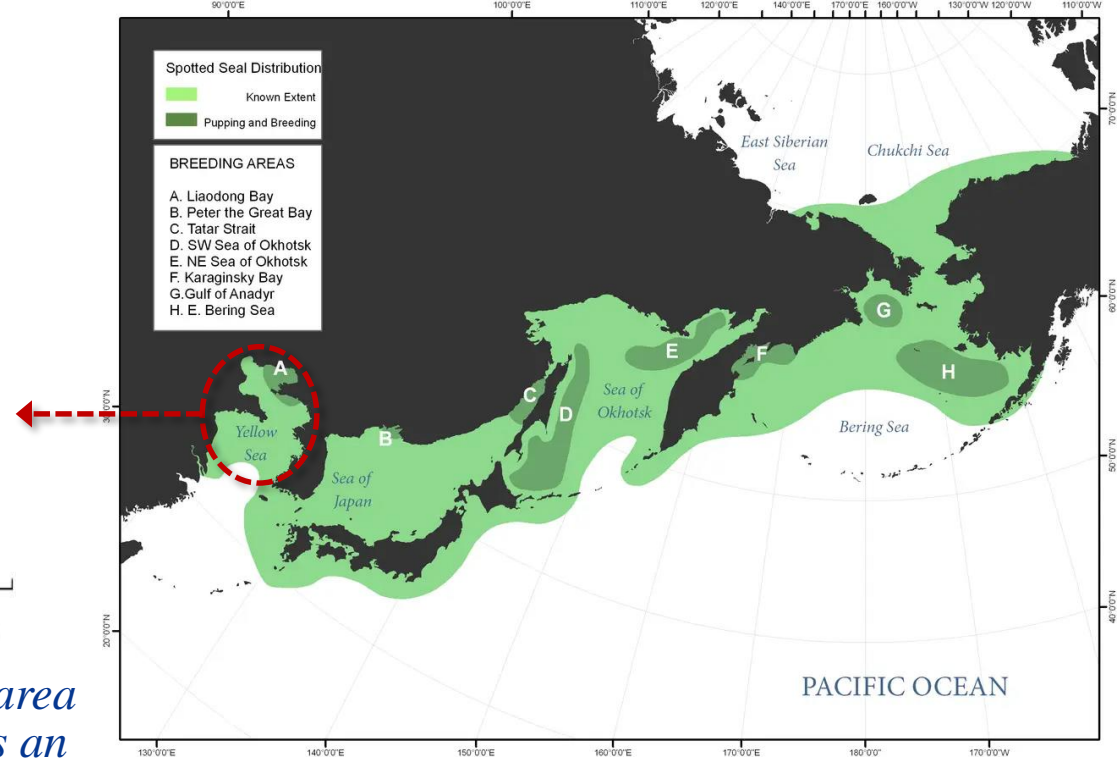 90°0'0"E 100°0'0"E 110°0'0"E 120°0'0"E 140°0'0"E 170°0'0"E 160°0'0"W 130°0'0"W 120°0'0"W 110°0'0"W
Spotted Seal Distribution
Known Extent
Pupping and Breeding
BREEDING AREAS
A. Liaodong Bay
B. Peter the Great Bay
C. Tatar Strait
D. SW Sea of Okhotsk
E. NE Sea of Okhotsk
F. Karaginsky Bay
G.Gulf of Anadyr
H. E. Bering Sea
East Siberian
Sea
Chukchi Sea
70°0'0"N
60°0'0"N
50°0'0"N
40°0'0"N
20°0'0"N
A
B
C
D
E
F
G
H
Yellow
Sea
Sea of
Japan
Sea of
Okhotsk
Bering Sea
PACIFIC OCEAN
area
s an
130°0'0"E 140°0'0"E 150°0'0"E 160°0'0"E 170°0'0"E 180°0'0" 170°0'0"W